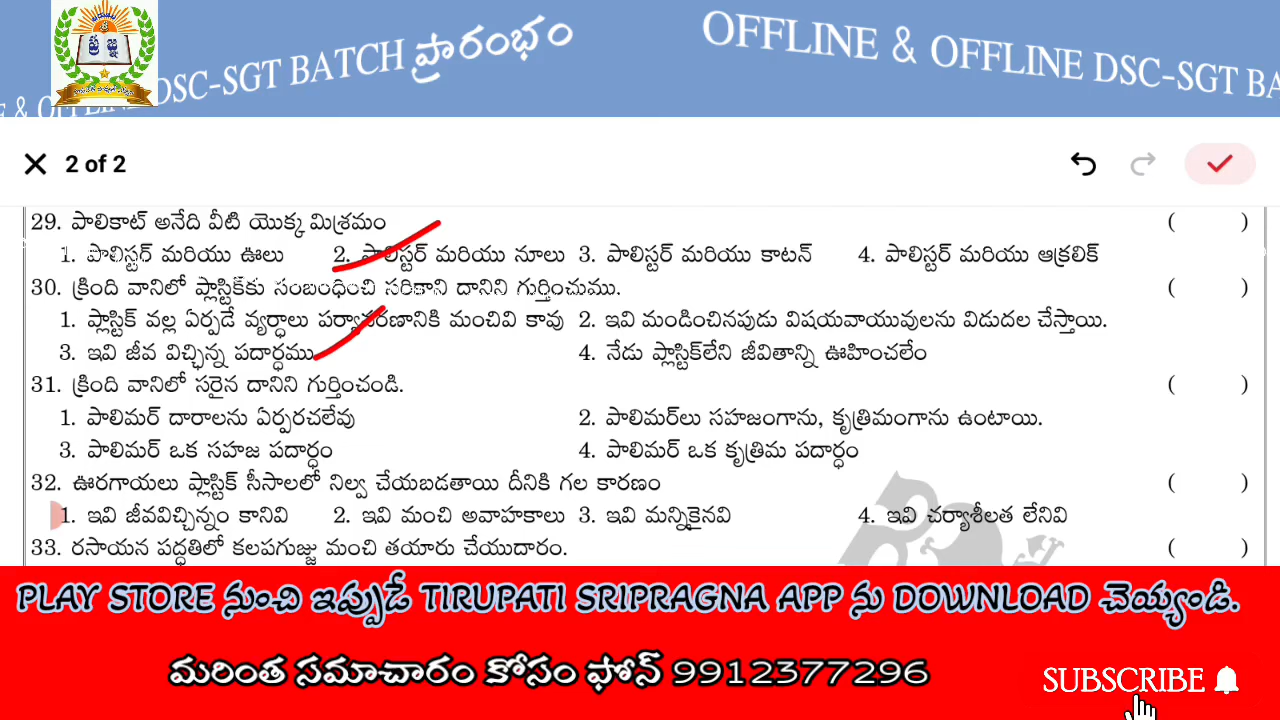 E & OFFLINE DSC-SGT BATCH ప్రారంభం OFFLINE & OFFLINE DSC-SGT BA
ప్రజ్ఞ
2 of 2
29. పాలికాట్ అనేది వీటి యొక్క మిశ్రమం ( )
1. పాలిస్టర్ మరియు ఊలు 2. పాలిస్టర్ మరియు నూలు 3. పాలిస్టర్ మరియు కాటన్ 4. పాలిస్టర్ మరియు ఆక్రలిక్
30. క్రింది వానిలో ప్లాస్టిక్‌కు సంబంధించి సరికాని దానిని గుర్తించుము. ( )
1. ప్లాస్టిక్ వల్ల ఏర్పడే వ్యర్ధాలు పర్యావరణానికి మంచివి కావు 2. ఇవి మండించినపుడు విషయవాయువులను విడుదల చేస్తాయి.
3. ఇవి జీవ విచ్ఛిన్న పదార్ధము 4. నేడు ప్లాస్టిక్‌లేని జీవితాన్ని ఊహించలేం
31. క్రింది వానిలో సరైన దానిని గుర్తించండి. ( )
1. పాలిమర్ దారాలను ఏర్పరచలేవు 2. పాలిమర్‌లు సహజంగాను, కృత్రిమంగాను ఉంటాయి.
3. పాలిమర్ ఒక సహజ పదార్ధం 4. పాలిమర్ ఒక కృత్రిమ పదార్ధం
32. ఊరగాయలు ప్లాస్టిక్ సీసాలలో నిల్వ చేయబడతాయి దీనికి గల కారణం ( )
1. ఇవి జీవవిచ్చిన్నం కానివి 2. ఇవి మంచి అవాహకాలు 3. ఇవి మన్నికైనవి 4. ఇవి చర్యాశీలత లేనివి
33. రసాయన పద్ధతిలో కలపగుజ్జు మంచి తయారు చేయుదారం. ( )
PLAY STORE నుంచి ఇప్పుడే TIRUPATI SRIPRAGNA APP ను DOWNLOAD చెయ్యండి.
మరింత సమాచారం కోసం ఫోన్ 9912377296
SUBSCRIBE